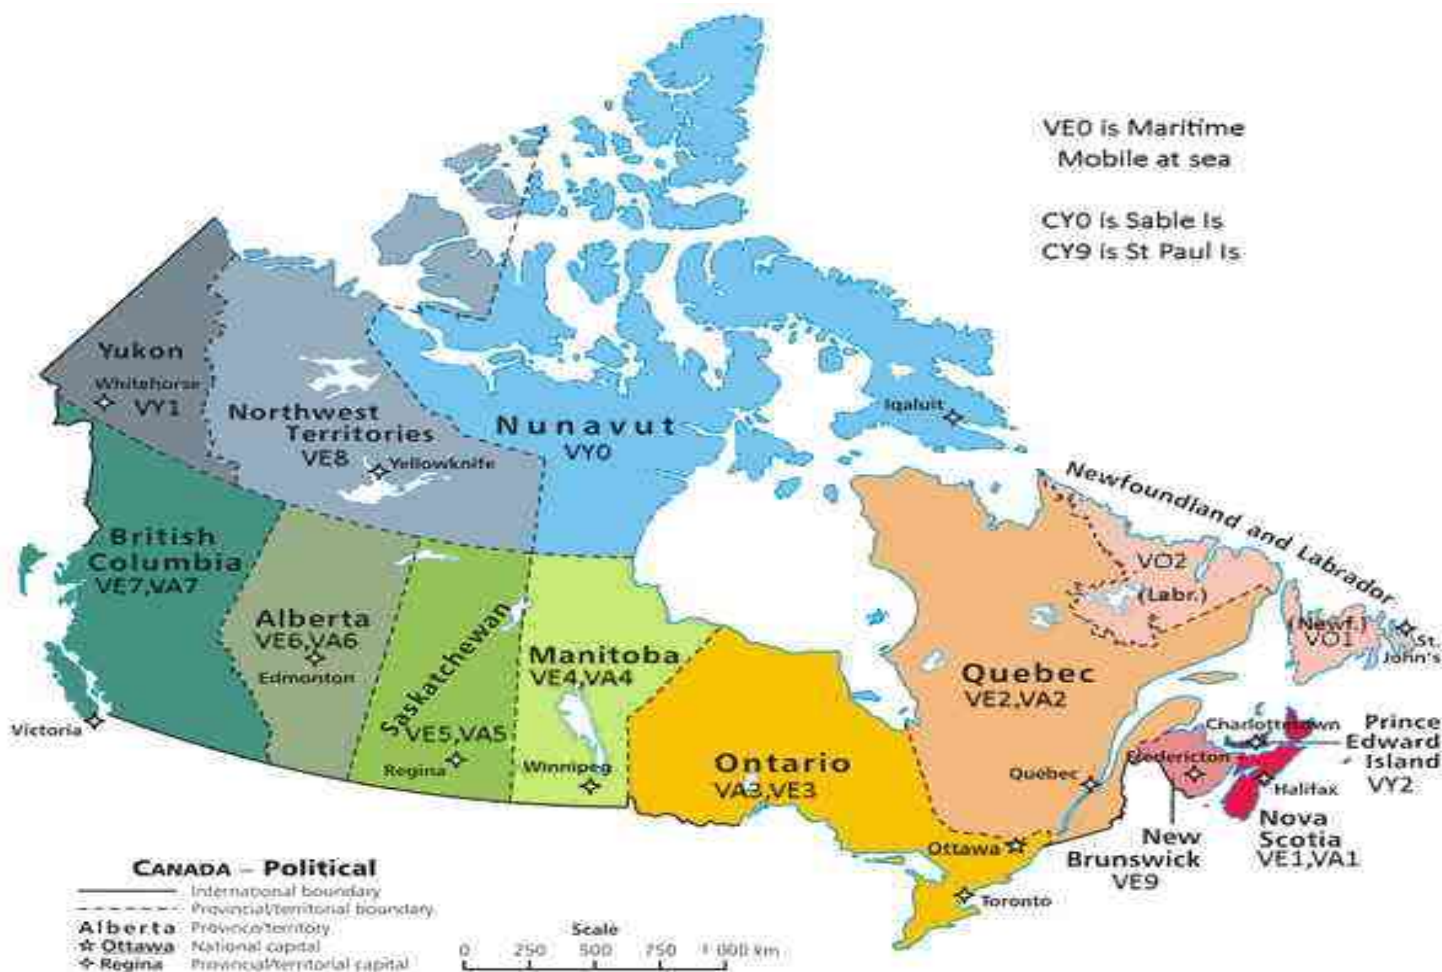 VE0 is Maritime
Mobile at sea
CY0 is Sable Is
CY9 is St Paul Is
Yukon
Whitehorse
VY1
Northwest
Territories
VE8
Yellowknife
Nunavut
VY0
Iqaluit
Newfoundland and Labrador
VO2
(Labr.)
(Newf.)
VO1
St.
John's
British
Columbia
VE7,VA7
Victoria
Alberta
VE6,VA6
Edmonton
Saskatchewan
VE5,VA5
Regina
Manitoba
VE4,VA4
Winnipeg
Ontario
VA3,VE3
Ottawa
Toronto
Quebec
VE2,VA2
Québec
Charlottetown
Prince
Edward
Island
VY2
Fredericton
Halifax
Nova
Scotia
VE1,VA1
New
Brunswick
VE9
CANADA – Political
International boundary
Provincial/territorial boundary
Alberta Province/territory
Ottawa National capital
Regina Provincial/territorial capital
Scale
0 250 500 750 1 000 km